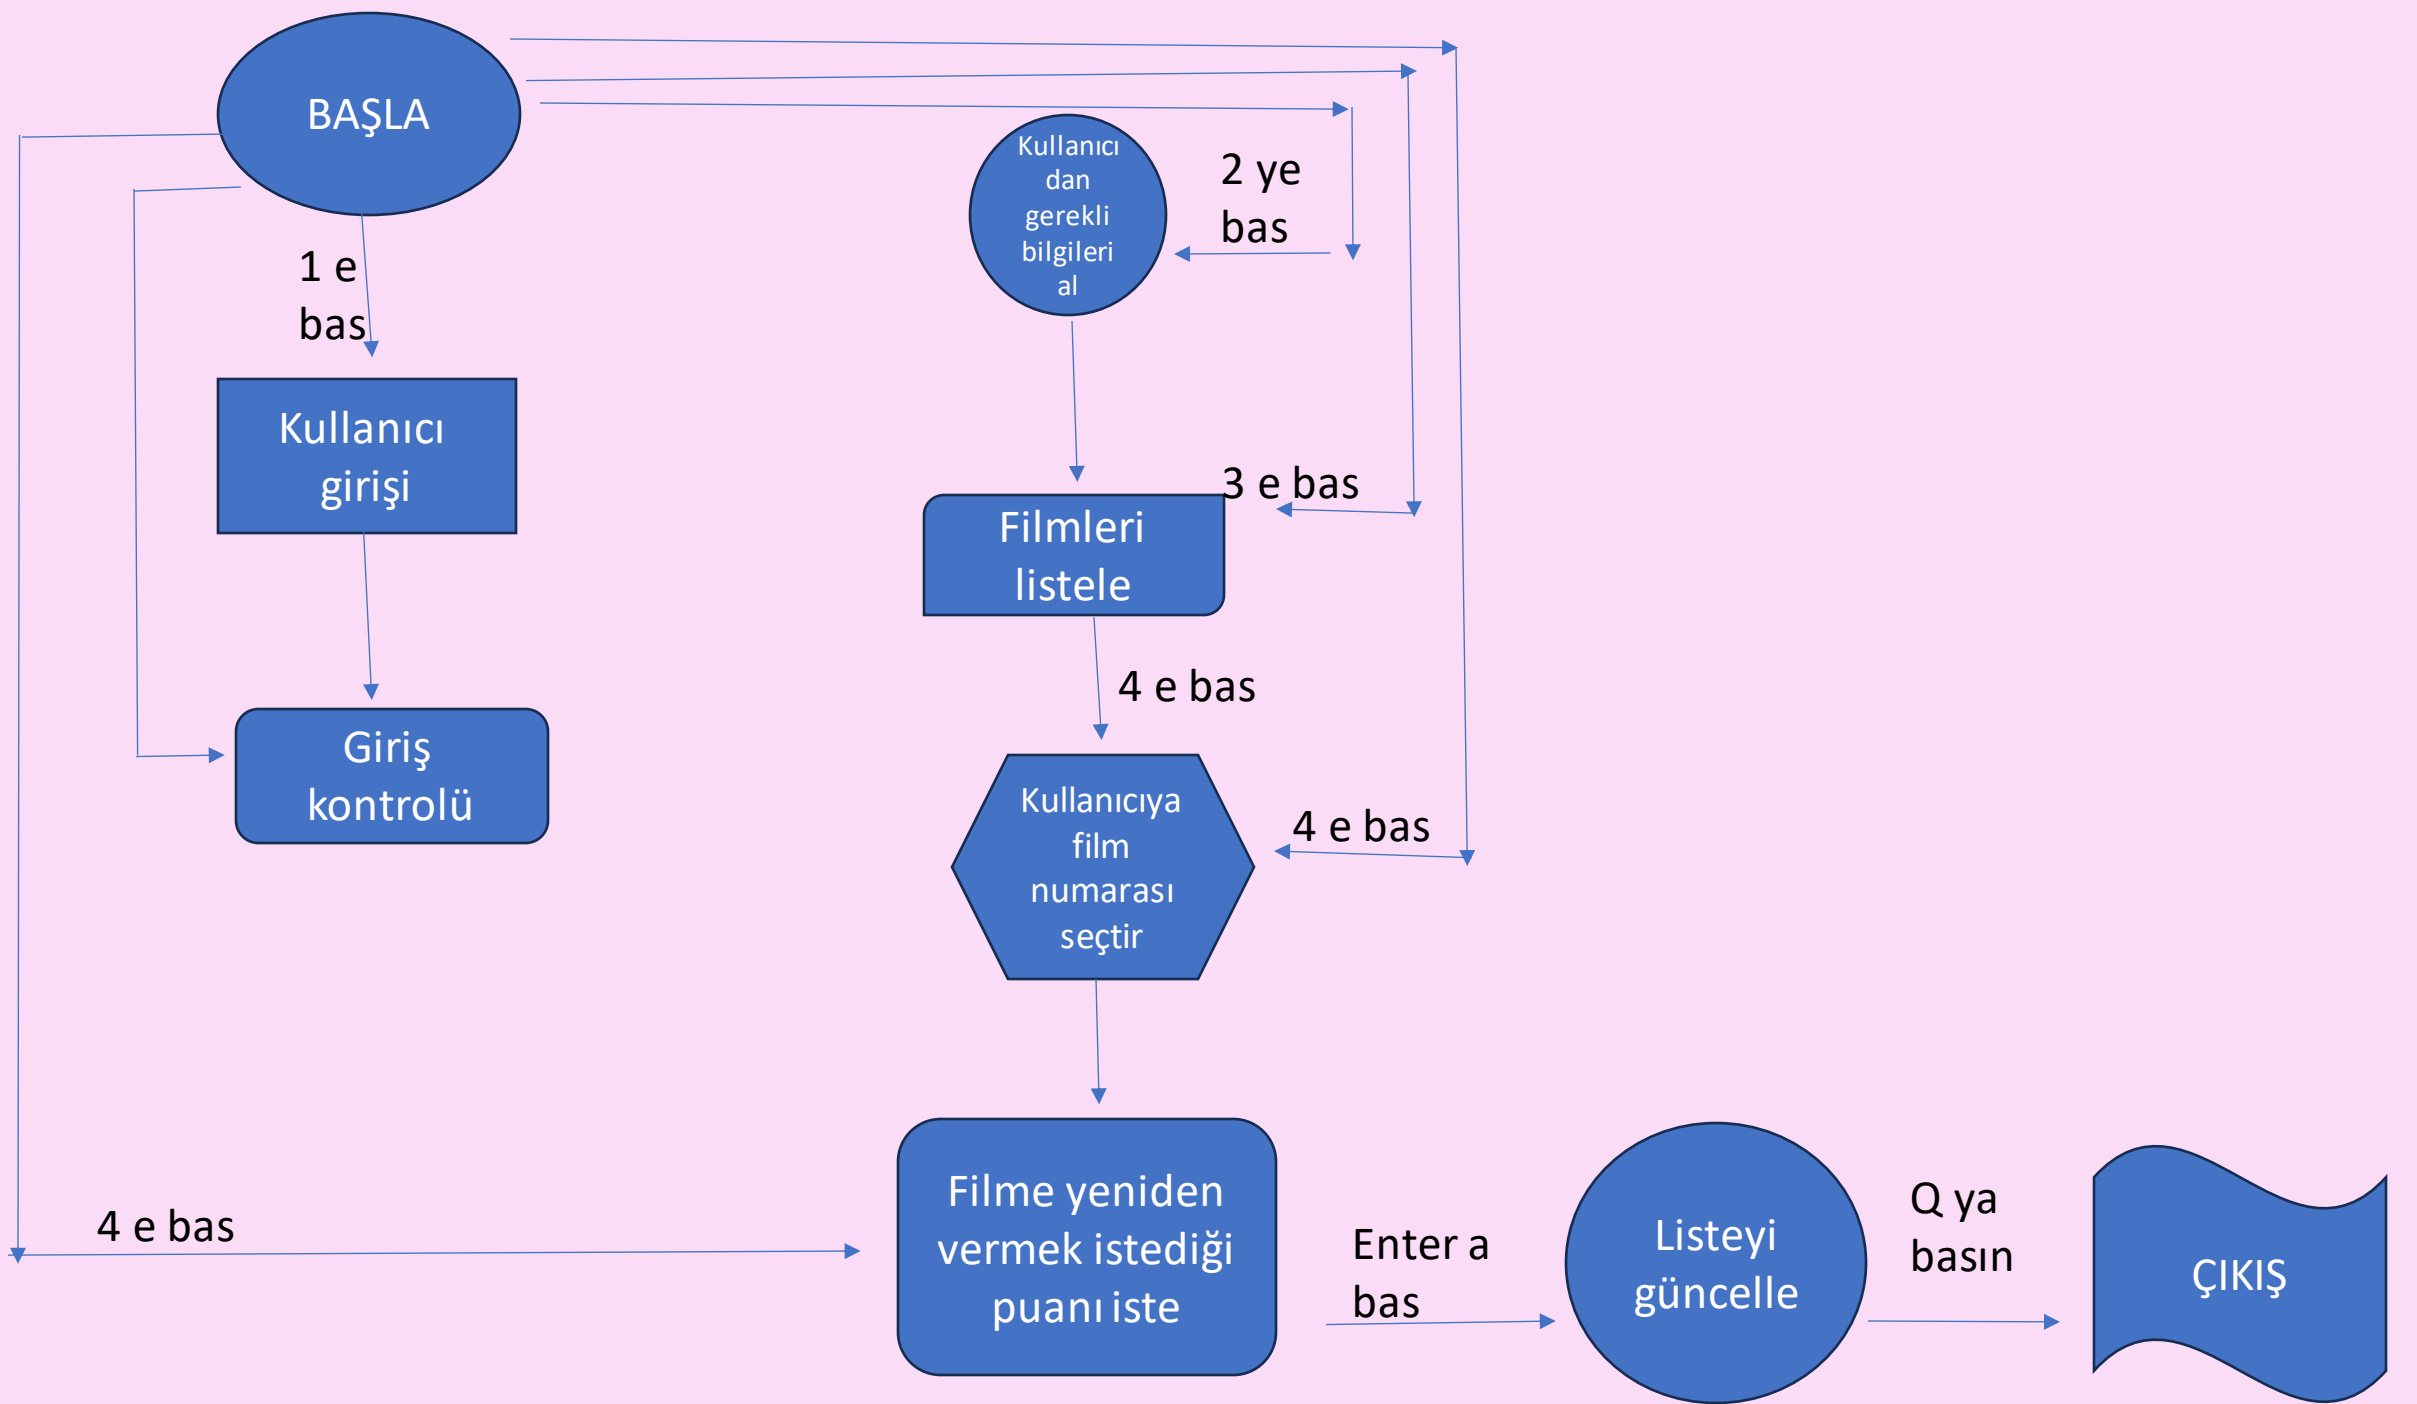 BAŞLA
1 e
bas
Kullanıcı
girişi
Giriş
kontrolü
Kullanıcı
dan
gerekli
bilgileri
al
2 ye
bas
3 e bas
Filmleri
listele
4 e bas
Kullanıcıya
film
numarası
seçtir
4 e bas
4 e bas
Filme yeniden
vermek istediği
puanı iste
Enter a
bas
Listeyi
güncelle
Q ya
basın
ÇIKIŞ